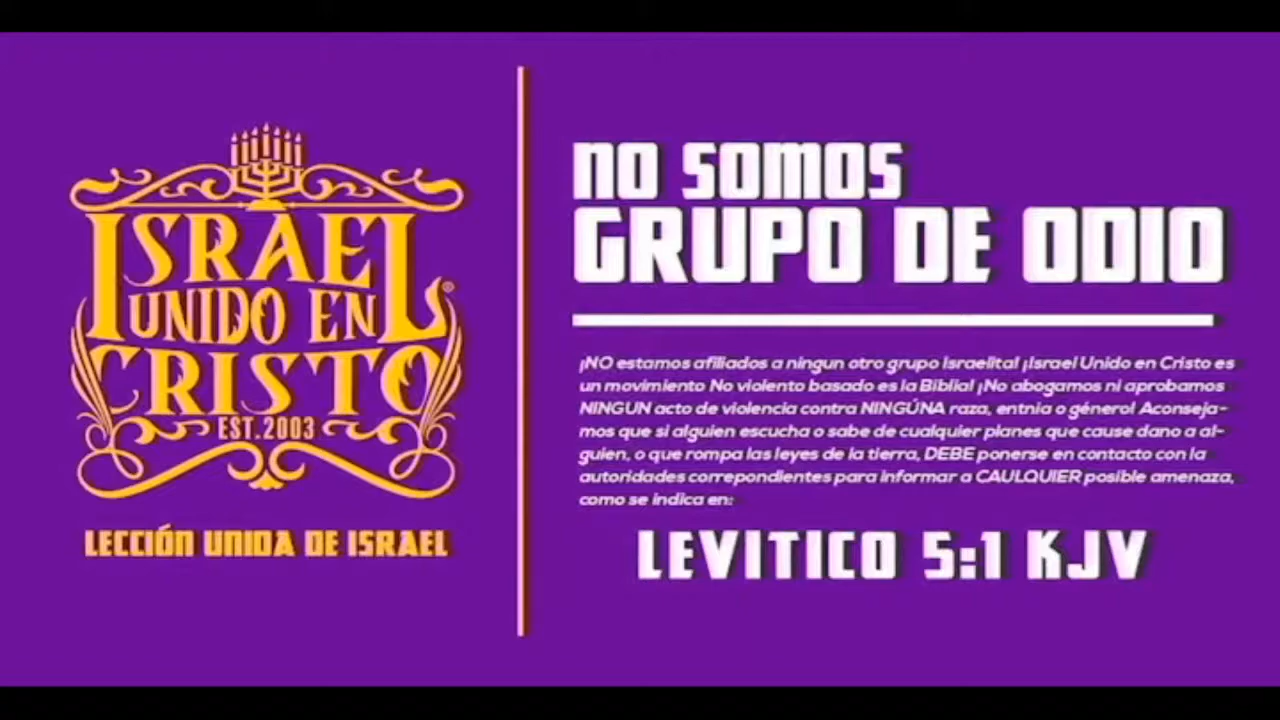 ISRAEL
UNIDO EN
CRISTO®
EST.2003
LECCIÓN UNIDA DE ISRAEL
NO SOMOS
GRUPO DE ODIO
¡NO estamos afiliados a ningun otro grupo Israelita! ¡Israel Unido en Cristo es
un movimiento No violento basado es la Biblia! ¡No abogamos ni aprobamos
NINGUN acto de violencia contra NINGÚNA raza, entnia o género! Aconseja-
mos que si alguien escucha o sabe de cualquier planes que cause dano a al-
guien, o que rompa las leyes de la tierra, DEBE ponerse en contacto con la
autoridades correpondientes para informar a CAULQUIER posible amenaza,
como se indica en:
LEVITICO 5:1 KJV